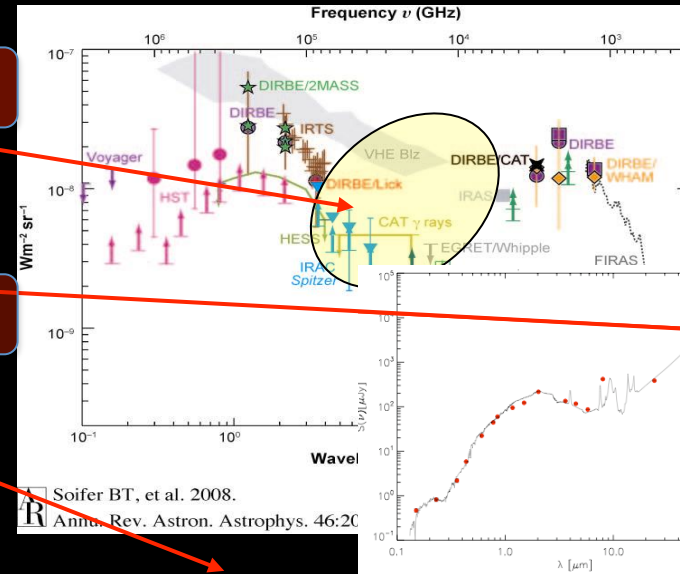 Frequency ν (GHz)
10⁶ 10⁵ 10⁴ 10³
10⁻⁷
DIRBE/2MASS
DIRBE
IRTS
VHE Blz
DIRBE/CAT
DIRBE
Voyager
DIRBE/
WHAM
10⁻⁸
HST
DIRBE/Lick
IRAS
CAT γ rays
HESS
EGRET/Whipple
IRAC
Spitzer
FIRAS
Wm⁻² sr⁻¹
10⁻⁹
10⁻¹ 10⁰
Wavel
Soifer BT, et al. 2008.
AR
Annu. Rev. Astron. Astrophys. 46:20
10⁵
10³
10²
10¹
10⁰
10⁻¹
0.1 1.0 10.0
λ [μm]